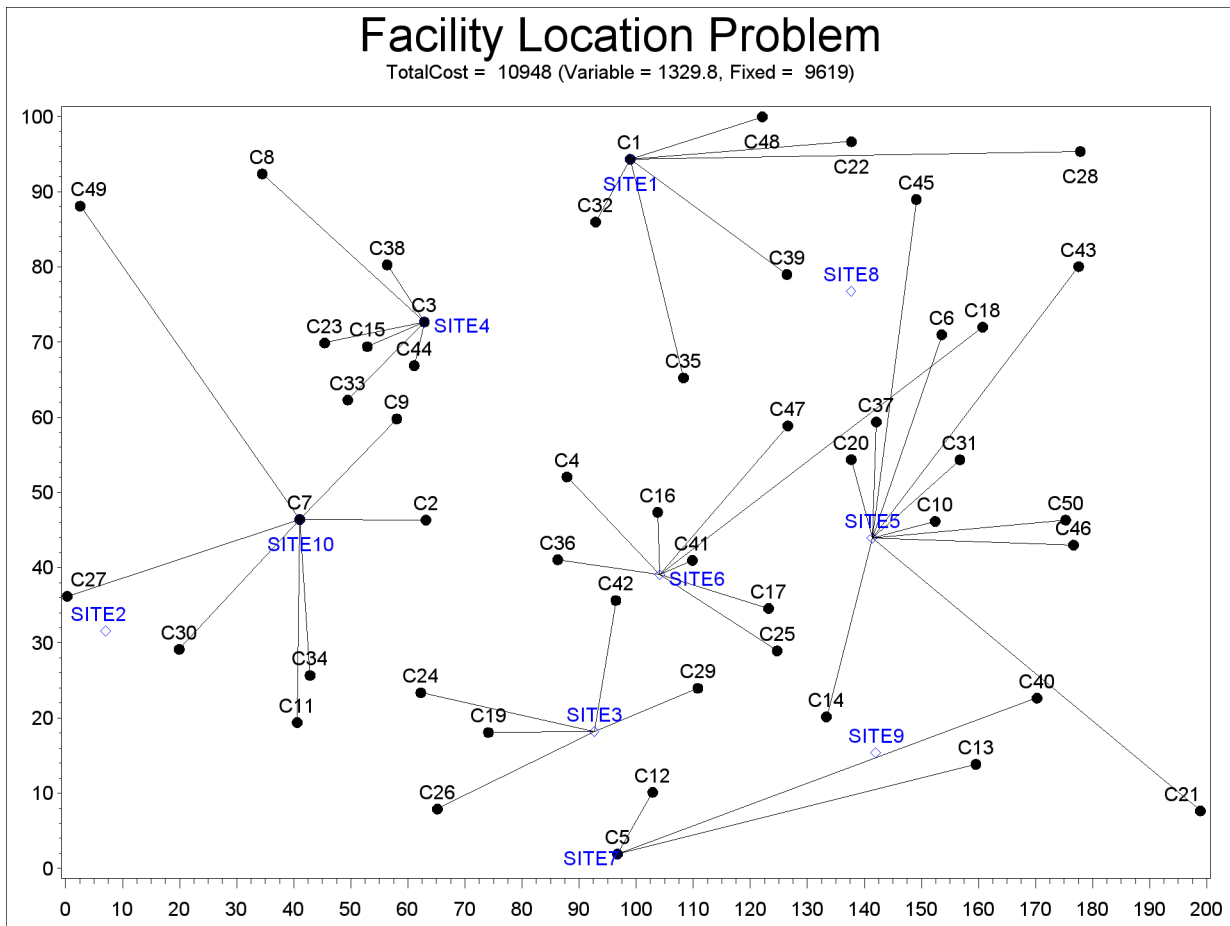 Facility Location Problem
TotalCost = 10948 (Variable = 1329.8, Fixed = 9619)
100
90
80
70
60
50
40
30
20
10
0
C1
C48
C22
C28
C8
SITE1
C45
C49
C32
C38
C39
SITE8
C43
C3
SITE4
C23
C15
C44
C6
C18
C33
C35
C9
C47
C37
C4
C20
C31
C7
C2
C16
SITE5
C10
C50
C46
SITE10
C36
C41
SITE6
C27
SITE2
C42
C17
C30
C34
C25
C24
C29
C40
C11
C19
SITE3
C14
SITE9
C13
C26
C12
C21
C5
SITE7
0 10 20 30 40 50 60 70 80 90 100 110 120 130 140 150 160 170 180 190 200